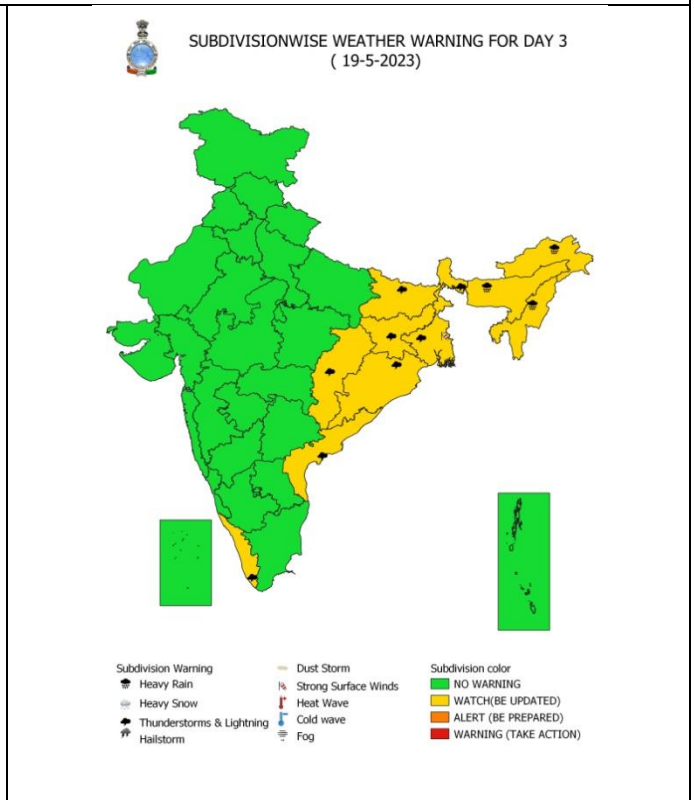 SUBDIVISIONWISE WEATHER WARNING FOR DAY 3
( 19-5-2023)
Subdivision Warning
Heavy Rain
Heavy Snow
Thunderstorms & Lightning
Hailstorm
Dust Storm
Strong Surface Winds
Heat Wave
Cold wave
Fog
Subdivision color
NO WARNING
WATCH(BE UPDATED)
ALERT (BE PREPARED)
WARNING (TAKE ACTION)